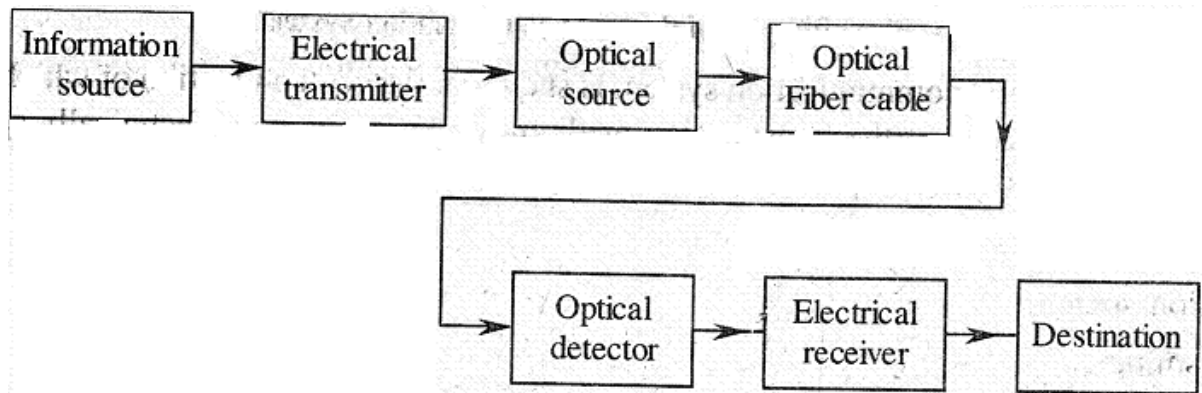 Information
source
Electrical
transmitter
Optical
source
Optical
Fiber cable
Optical
detector
Electrical
receiver
Destination